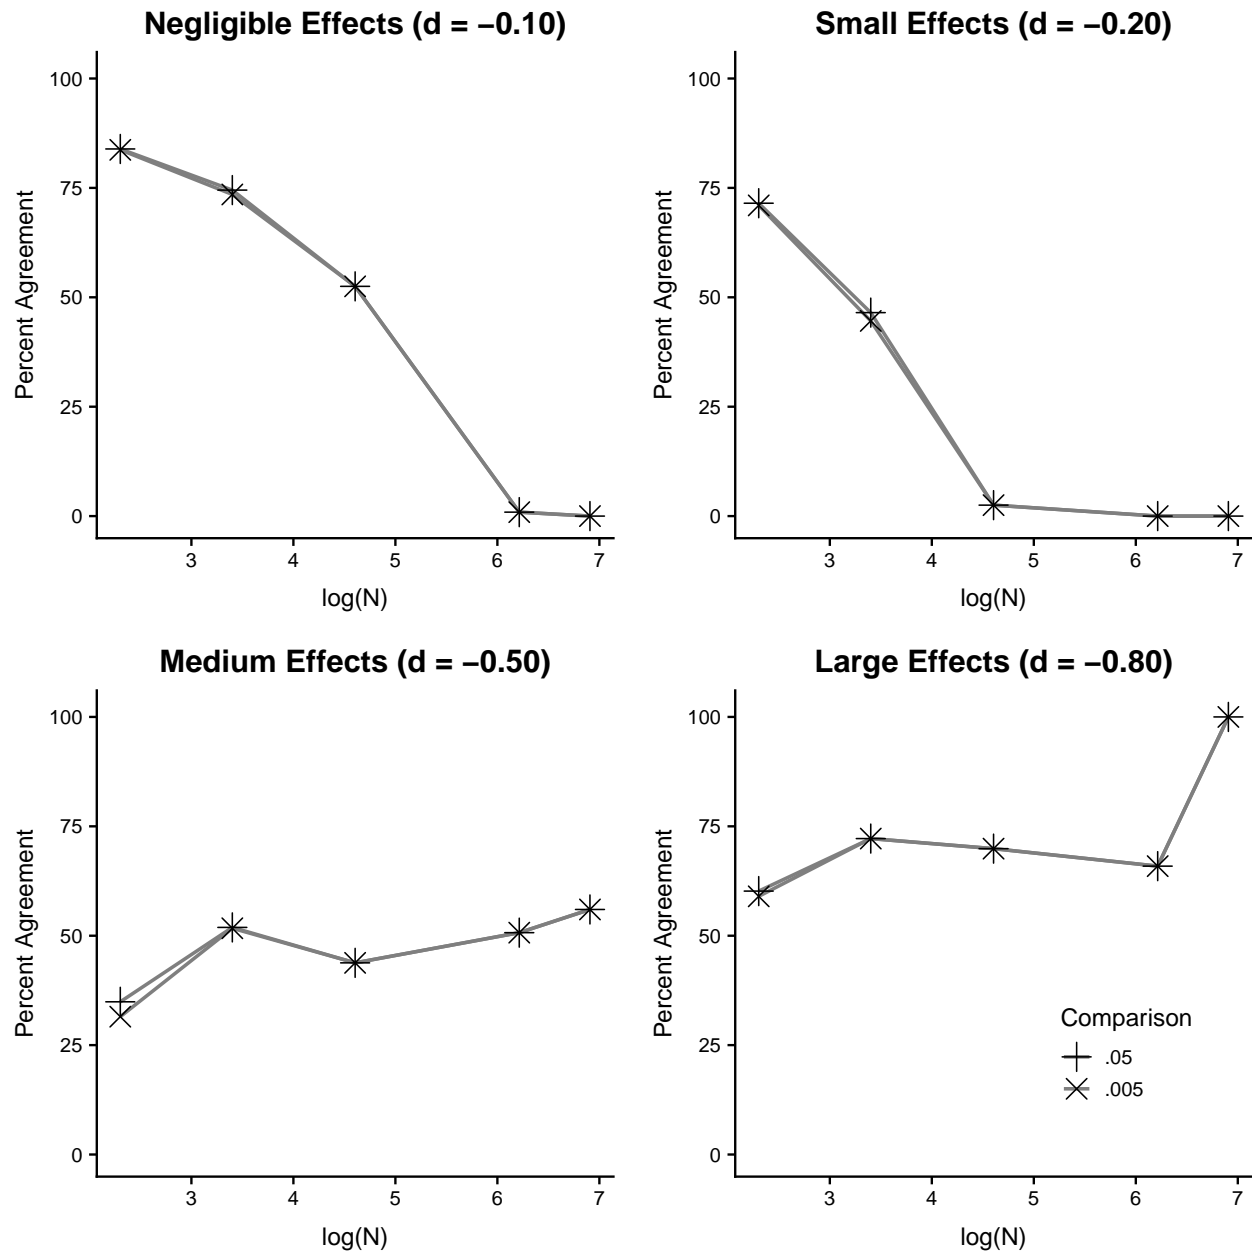 Negligible Effects (d = −0.10)
Percent Agreement
100
75
50
25
0
3 4 5 6 7
log(N)
Small Effects (d = −0.20)
Percent Agreement
100
75
50
25
0
3 4 5 6 7
log(N)
Medium Effects (d = −0.50)
Percent Agreement
100
75
50
25
0
3 4 5 6 7
log(N)
Large Effects (d = −0.80)
Percent Agreement
100
75
50
25
0
Comparison
.05
.005
3 4 5 6 7
log(N)